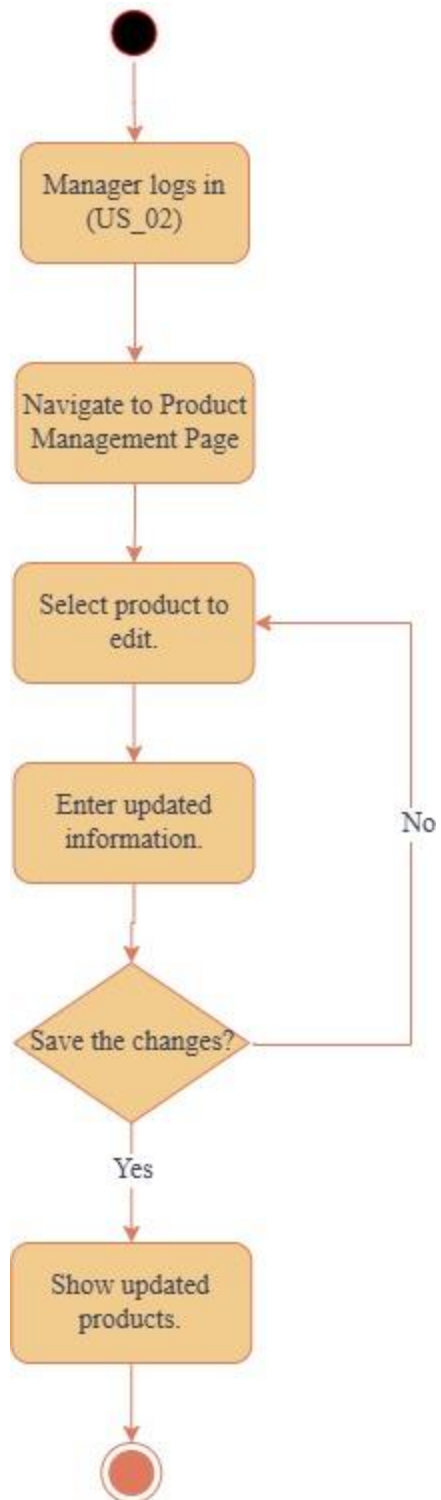 Manager logs in
(US_02)
Navigate to Product
Management Page
Select product to
edit.
Enter updated
information.
No
Save the changes?
Yes
Show updated
products.